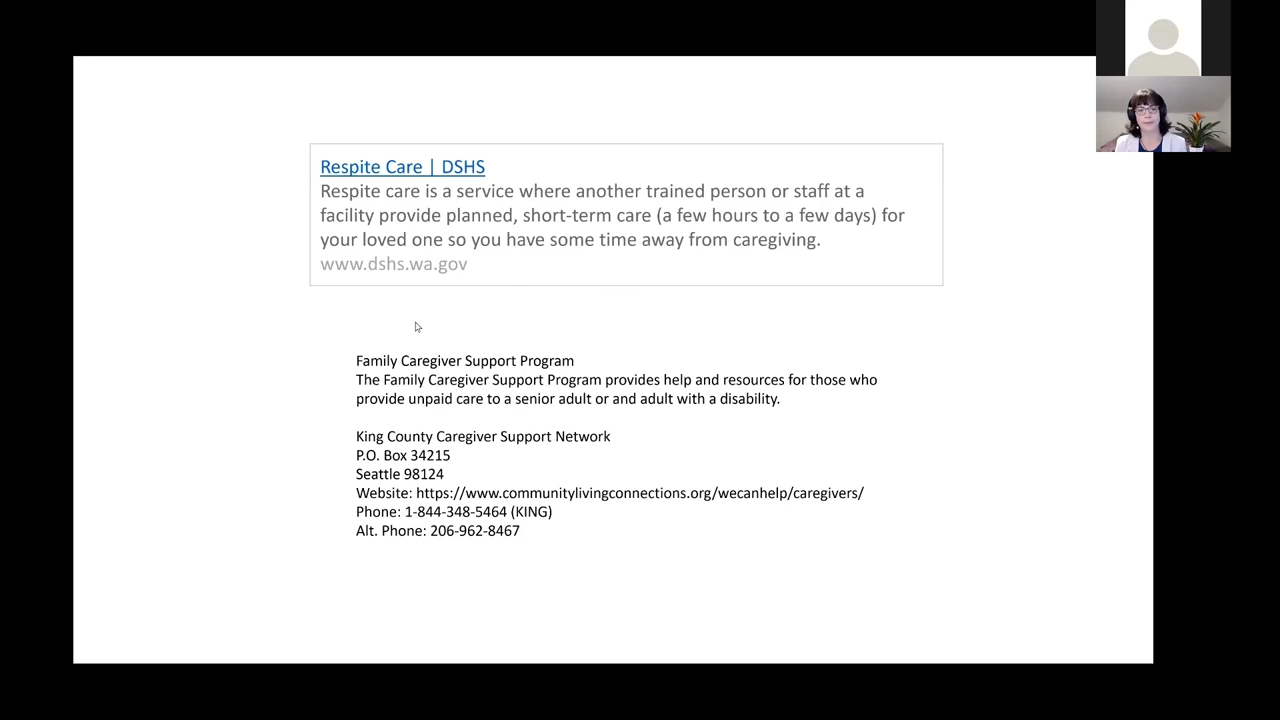 Respite Care | DSHS
Respite care is a service where another trained person or staff at a
facility provide planned, short-term care (a few hours to a few days) for
your loved one so you have some time away from caregiving.
www.dshs.wa.gov
Family Caregiver Support Program
The Family Caregiver Support Program provides help and resources for those who
provide unpaid care to a senior adult or and adult with a disability.
King County Caregiver Support Network
P.O. Box 34215
Seattle 98124
Website: https://www.communitylivingconnections.org/wecanhelp/caregivers/
Phone: 1-844-348-5464 (KING)
Alt. Phone: 206-962-8467